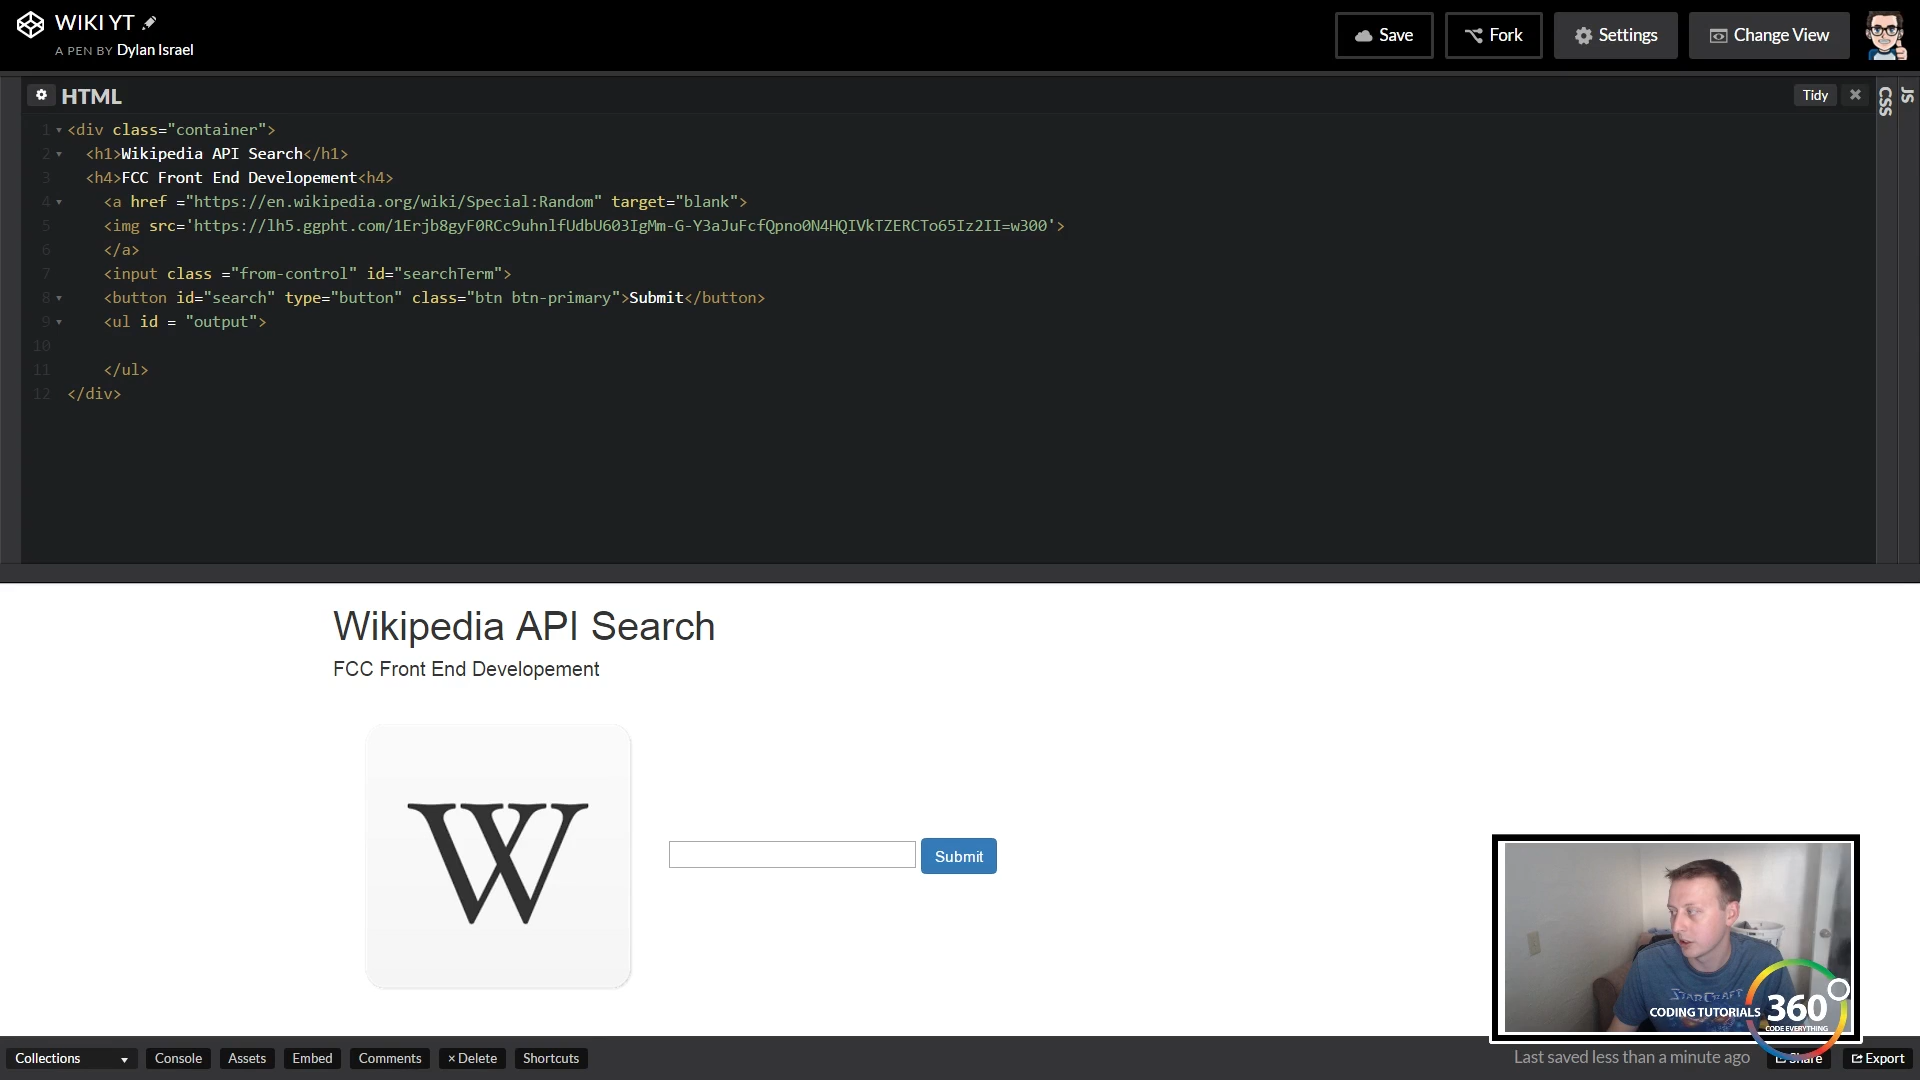 WIKI YT
A PEN BY Dylan Israel
Save
Fork
Settings
Change View
HTML
Tidy
CSS
JS
1 <div class="container">
2 <h1>Wikipedia API Search</h1>
3 <h4>FCC Front End Developement<h4>
4 <a href ="https://en.wikipedia.org/wiki/Special:Random" target="blank">
5 <img src='https://lh5.ggpht.com/1Erjb8gyF0RCc9uhnlfUdbU603IgMm-G-Y3aJuFcfQpno0N4HQIVkTZERCTo65Iz2II=w300'>
6 </a>
7 <input class ="from-control" id="searchTerm">
8 <button id="search" type="button" class="btn btn-primary">Submit</button>
9 <ul id = "output">
10
11 </ul>
12 </div>
Wikipedia API Search
FCC Front End Developement
W
Submit
STARCRAFT
CODING TUTORIALS 360
CODE EVERYTHING
Collections
Console
Assets
Embed
Comments
× Delete
Shortcuts
Last saved less than a minute ago
Share
Export